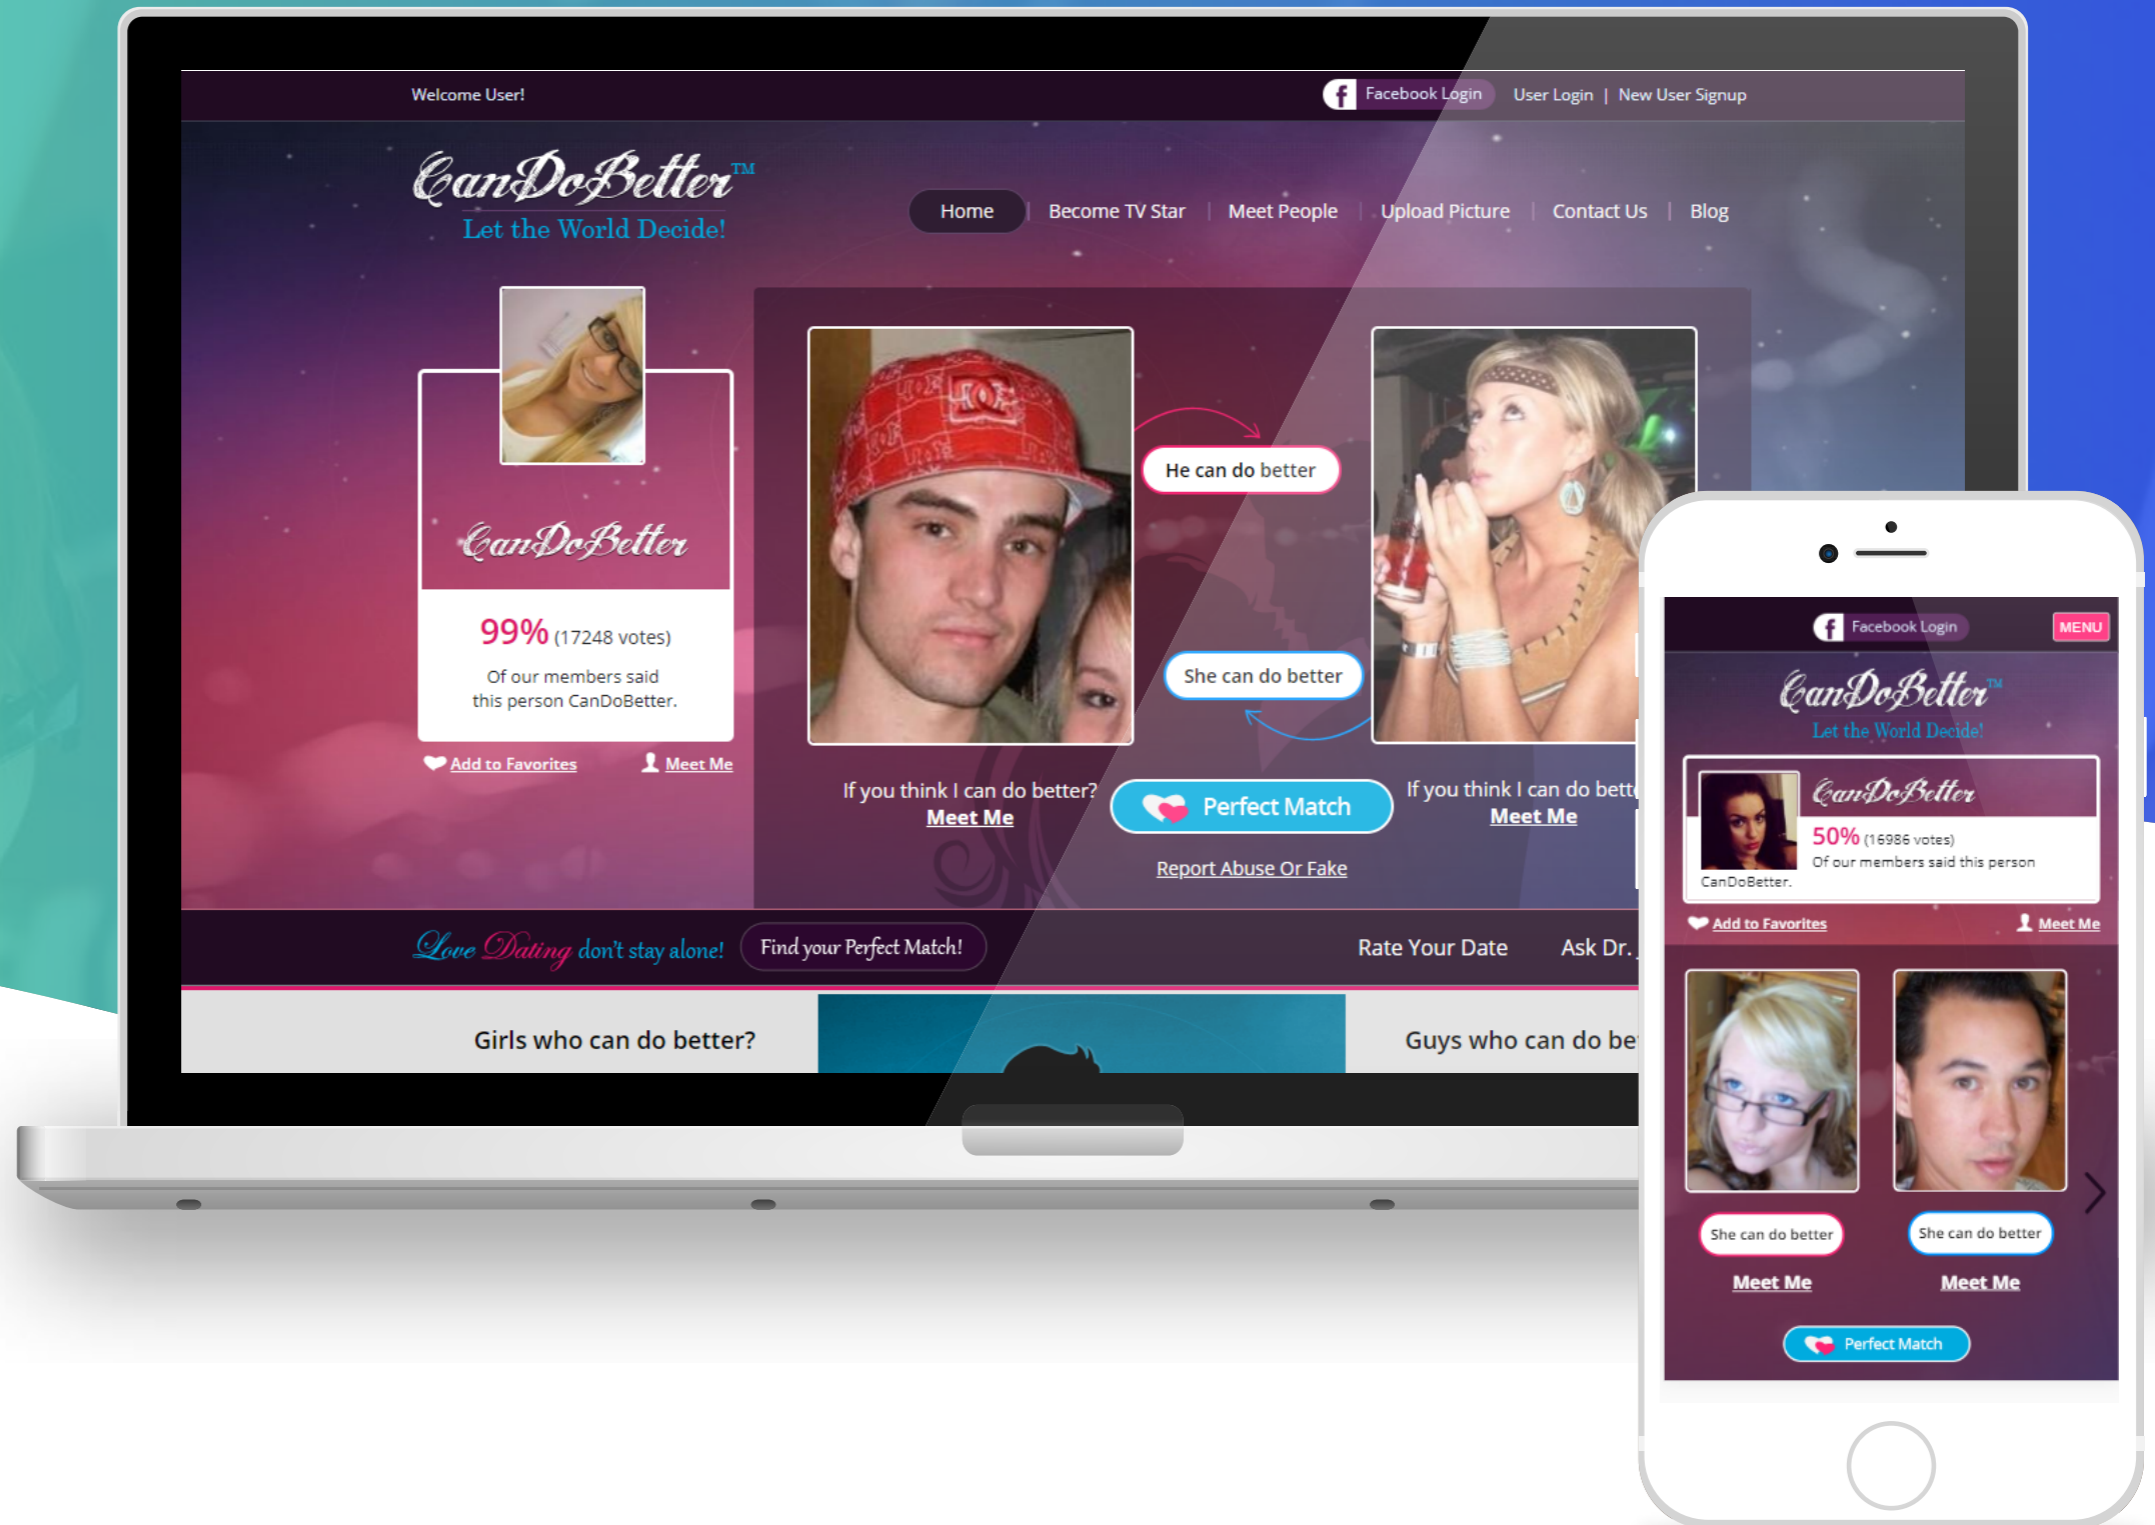 Welcome User!
Facebook Login
User Login | New User Signup
CanDoBetter™
Let the World Decide!
Home
Become TV Star
Meet People
Upload Picture
Contact Us
Blog
CanDoBetter
99% (17248 votes)
Of our members said
this person CanDoBetter.
Add to Favorites
Meet Me
He can do better
She can do better
If you think I can do better?
Meet Me
Perfect Match
If you think I can do bett
Meet Me
Report Abuse Or Fake
Love Dating don't stay alone!
Find your Perfect Match!
Rate Your Date
Ask Dr.
Girls who can do better?
Guys who can do be
Facebook Login
MENU
CanDoBetter™
Let the World Decide!
CanDoBetter
50% (16986 votes)
Of our members said this person
CanDoBetter.
Add to Favorites
Meet Me
She can do better
She can do better
Meet Me
Meet Me
Perfect Match